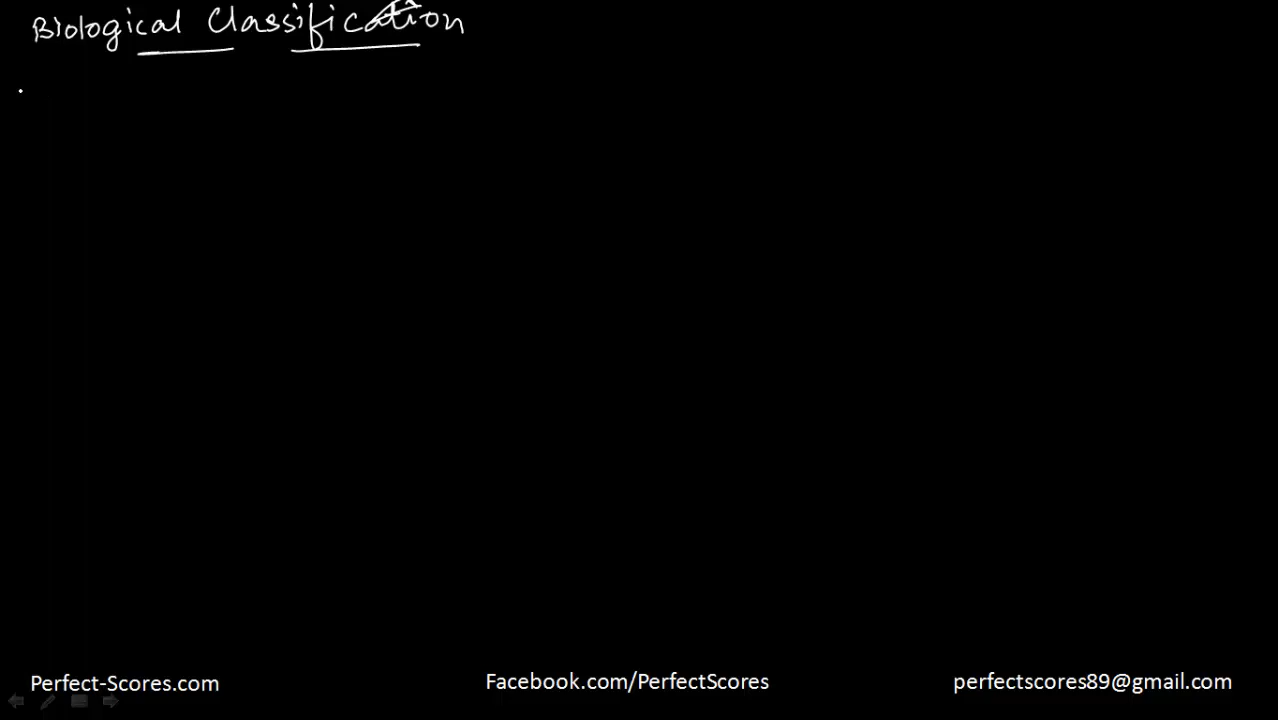 Biological Classification
Perfect-Scores.com
Facebook.com/PerfectScores
perfectscores89@gmail.com